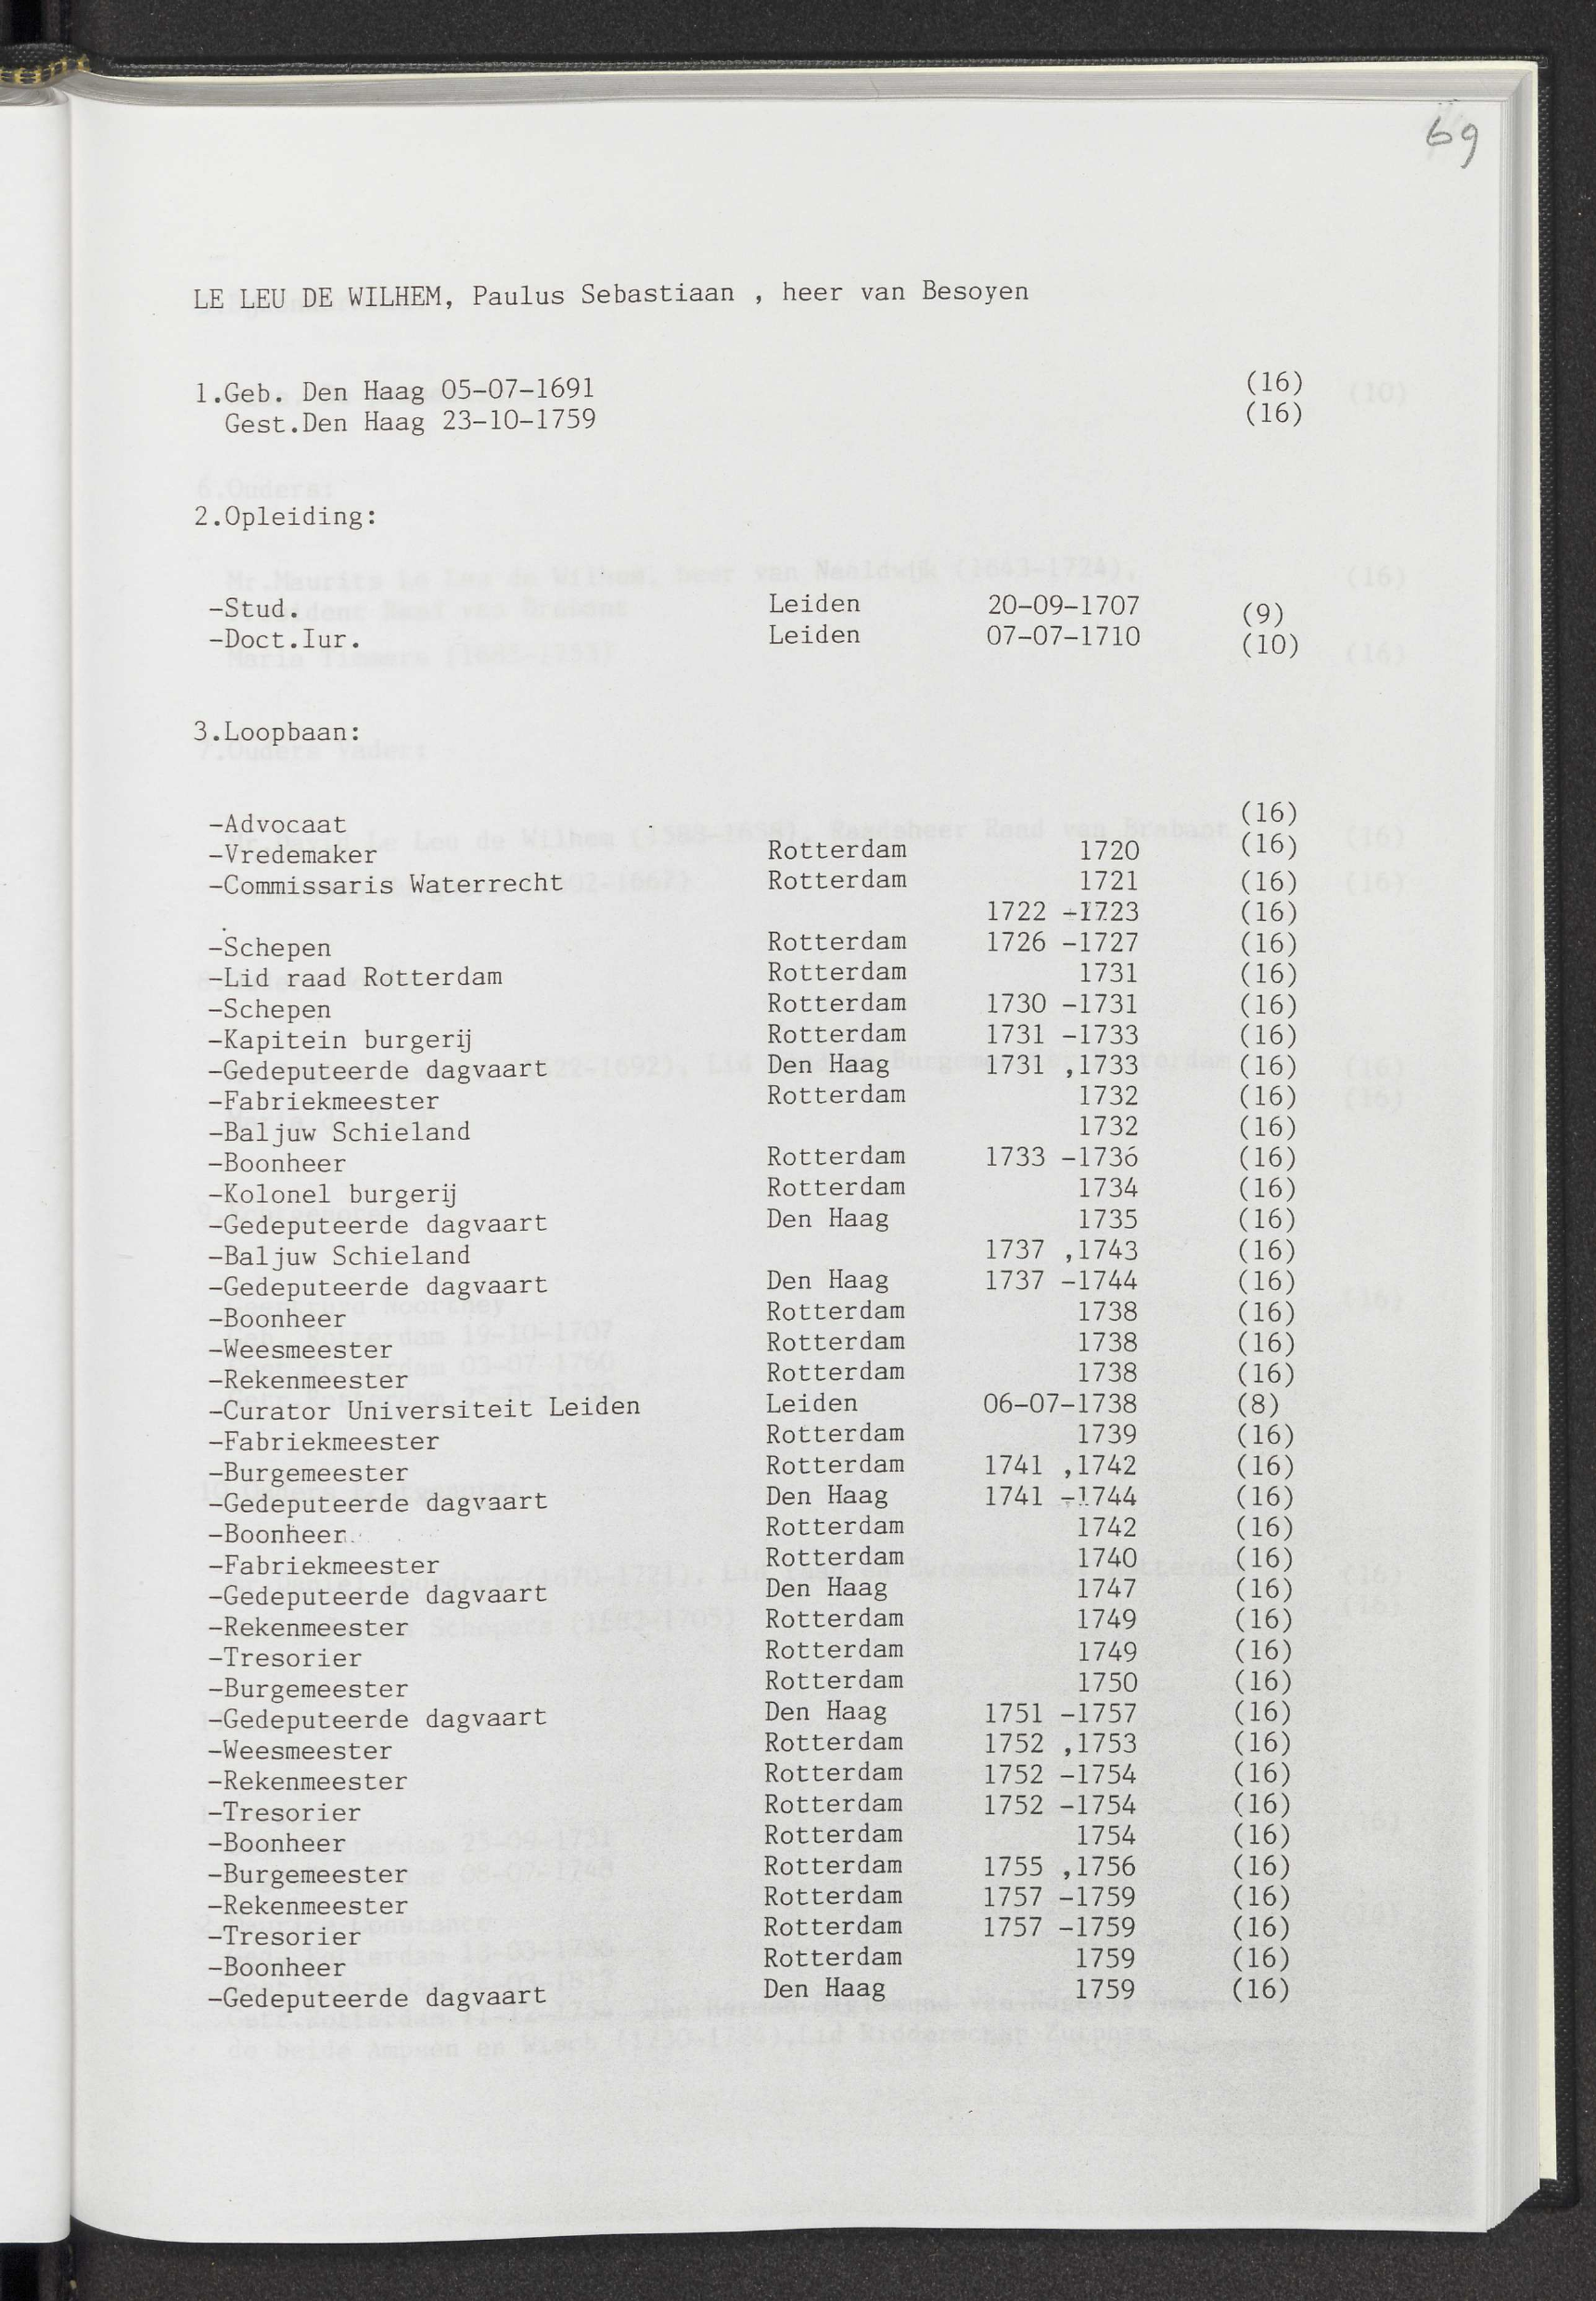 69
LE LEU DE WILHEM, Paulus Sebastiaan , heer van Besoyen
1.Geb. Den Haag 05-07-1691 (16)
Gest.Den Haag 23-10-1759 (16)
2.Opleiding:
-Stud. Leiden 20-09-1707 (9)
-Doct.Iur. Leiden 07-07-1710 (10)
3.Loopbaan:
-Advocaat (16)
-Vredemaker Rotterdam 1720 (16)
-Commissaris Waterrecht Rotterdam 1721 (16)
1722 -1723 (16)
-Schepen Rotterdam 1726 -1727 (16)
-Lid raad Rotterdam Rotterdam 1731 (16)
-Schepen Rotterdam 1730 -1731 (16)
-Kapitein burgerij Rotterdam 1731 -1733 (16)
-Gedeputeerde dagvaart Den Haag 1731 ,1733 (16)
-Fabriekmeester Rotterdam 1732 (16)
-Baljuw Schieland 1732 (16)
-Boonheer Rotterdam 1733 -1736 (16)
-Kolonel burgerij Rotterdam 1734 (16)
-Gedeputeerde dagvaart Den Haag 1735 (16)
-Baljuw Schieland 1737 ,1743 (16)
-Gedeputeerde dagvaart Den Haag 1737 -1744 (16)
-Boonheer Rotterdam 1738 (16)
-Weesmeester Rotterdam 1738 (16)
-Rekenmeester Rotterdam 1738 (16)
-Curator Universiteit Leiden Leiden 06-07-1738 (8)
-Fabriekmeester Rotterdam 1739 (16)
-Burgemeester Rotterdam 1741 ,1742 (16)
-Gedeputeerde dagvaart Den Haag 1741 -1744 (16)
-Boonheer Rotterdam 1742 (16)
-Fabriekmeester Rotterdam 1740 (16)
-Gedeputeerde dagvaart Den Haag 1747 (16)
-Rekenmeester Rotterdam 1749 (16)
-Tresorier Rotterdam 1749 (16)
-Burgemeester Rotterdam 1750 (16)
-Gedeputeerde dagvaart Den Haag 1751 -1757 (16)
-Weesmeester Rotterdam 1752 ,1753 (16)
-Rekenmeester Rotterdam 1752 -1754 (16)
-Tresorier Rotterdam 1752 -1754 (16)
-Boonheer Rotterdam 1754 (16)
-Burgemeester Rotterdam 1755 ,1756 (16)
-Rekenmeester Rotterdam 1757 -1759 (16)
-Tresorier Rotterdam 1757 -1759 (16)
-Boonheer Rotterdam 1759 (16)
-Gedeputeerde dagvaart Den Haag 1759 (16)